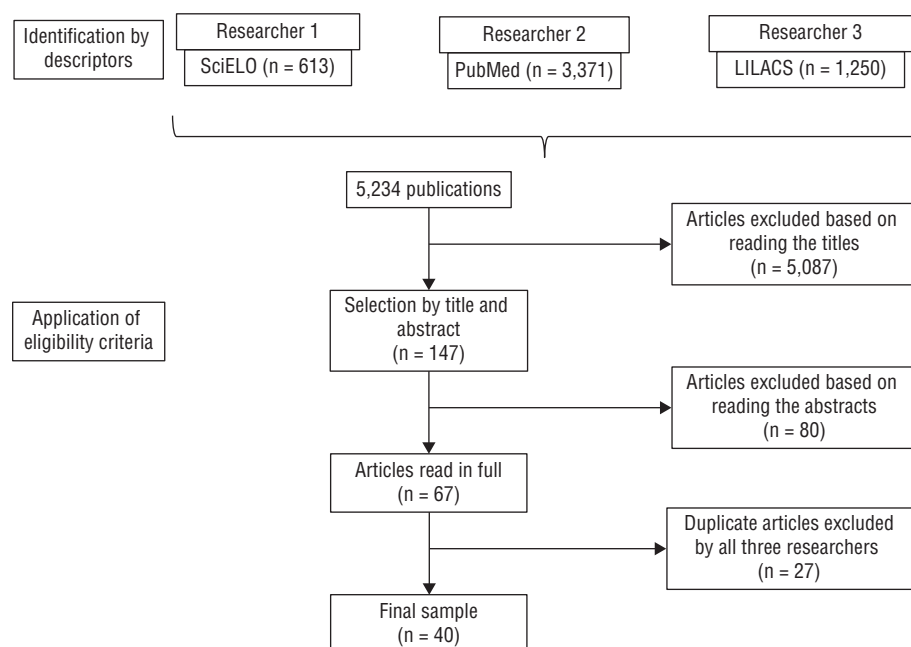 Identification by
descriptors
Researcher 1
SciELO (n = 613)
Researcher 2
PubMed (n = 3,371)
Researcher 3
LILACS (n = 1,250)
5,234 publications
Articles excluded based on
reading the titles
(n = 5,087)
Application of
eligibility criteria
Selection by title and
abstract
(n = 147)
Articles excluded based on
reading the abstracts
(n = 80)
Articles read in full
(n = 67)
Duplicate articles excluded
by all three researchers
(n = 27)
Final sample
(n = 40)